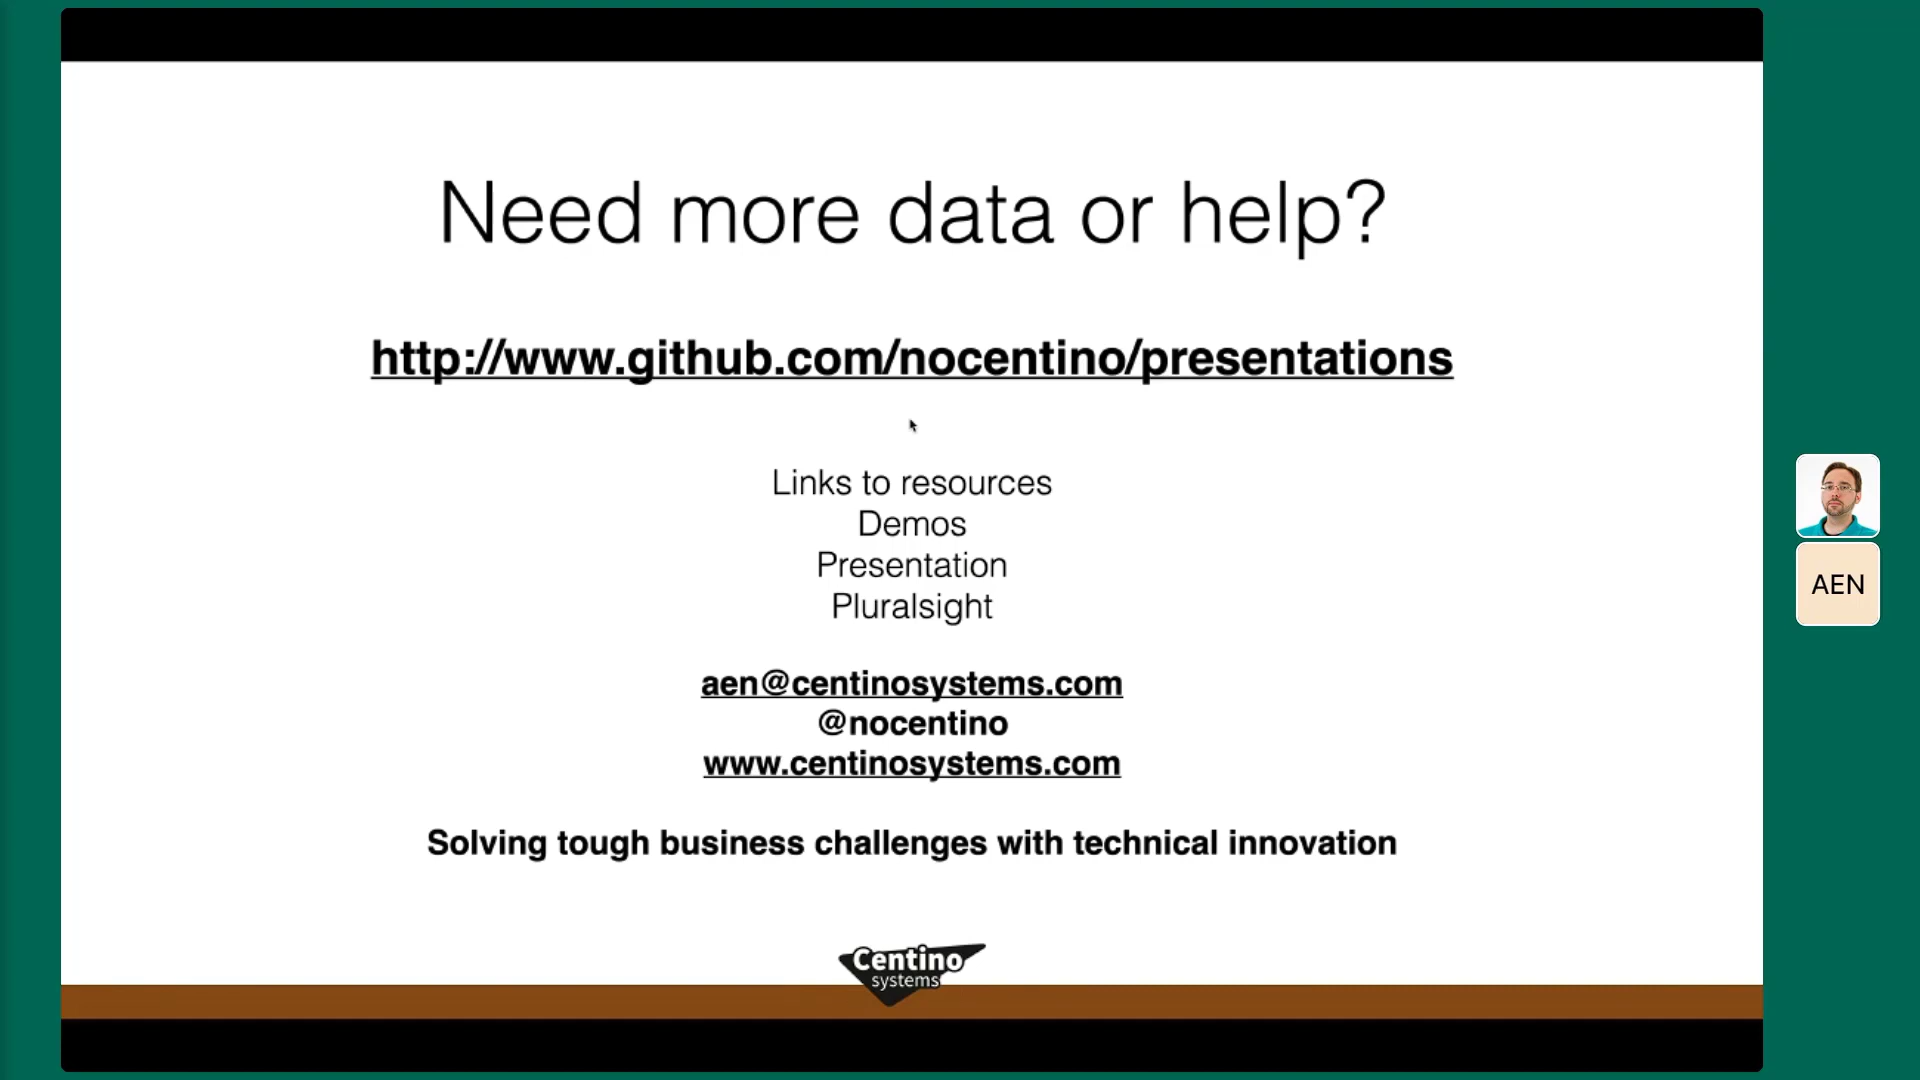 Need more data or help?
http://www.github.com/nocentino/presentations
Links to resources
Demos
Presentation
Pluralsight
aen@centinosystems.com
@nocentino
www.centinosystems.com
Solving tough business challenges with technical innovation
Centino
systems
AEN